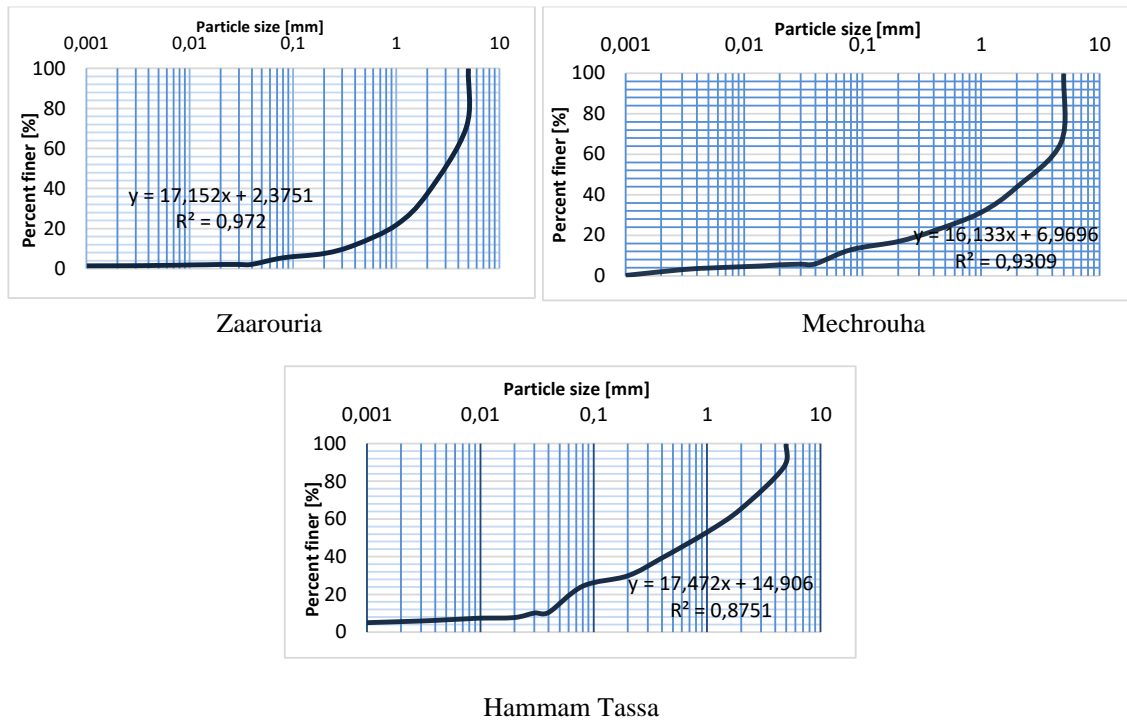 Particle size [mm]
0,001 0,01 0,1 1 10
Percent finer [%]
100
80
60
40
20
0
y = 17,152x + 2,3751
R² = 0,972
Zaarouria
Particle size [mm]
0,001 0,01 0,1 1 10
Percent finer [%]
100
80
60
40
20
0
y = 16,133x + 6,9696
R² = 0,9309
Mechrouha
Particle size [mm]
0,001 0,01 0,1 1 10
Percent finer [%]
100
80
60
40
20
0
y = 17,472x + 14,906
R² = 0,8751
Hammam Tassa